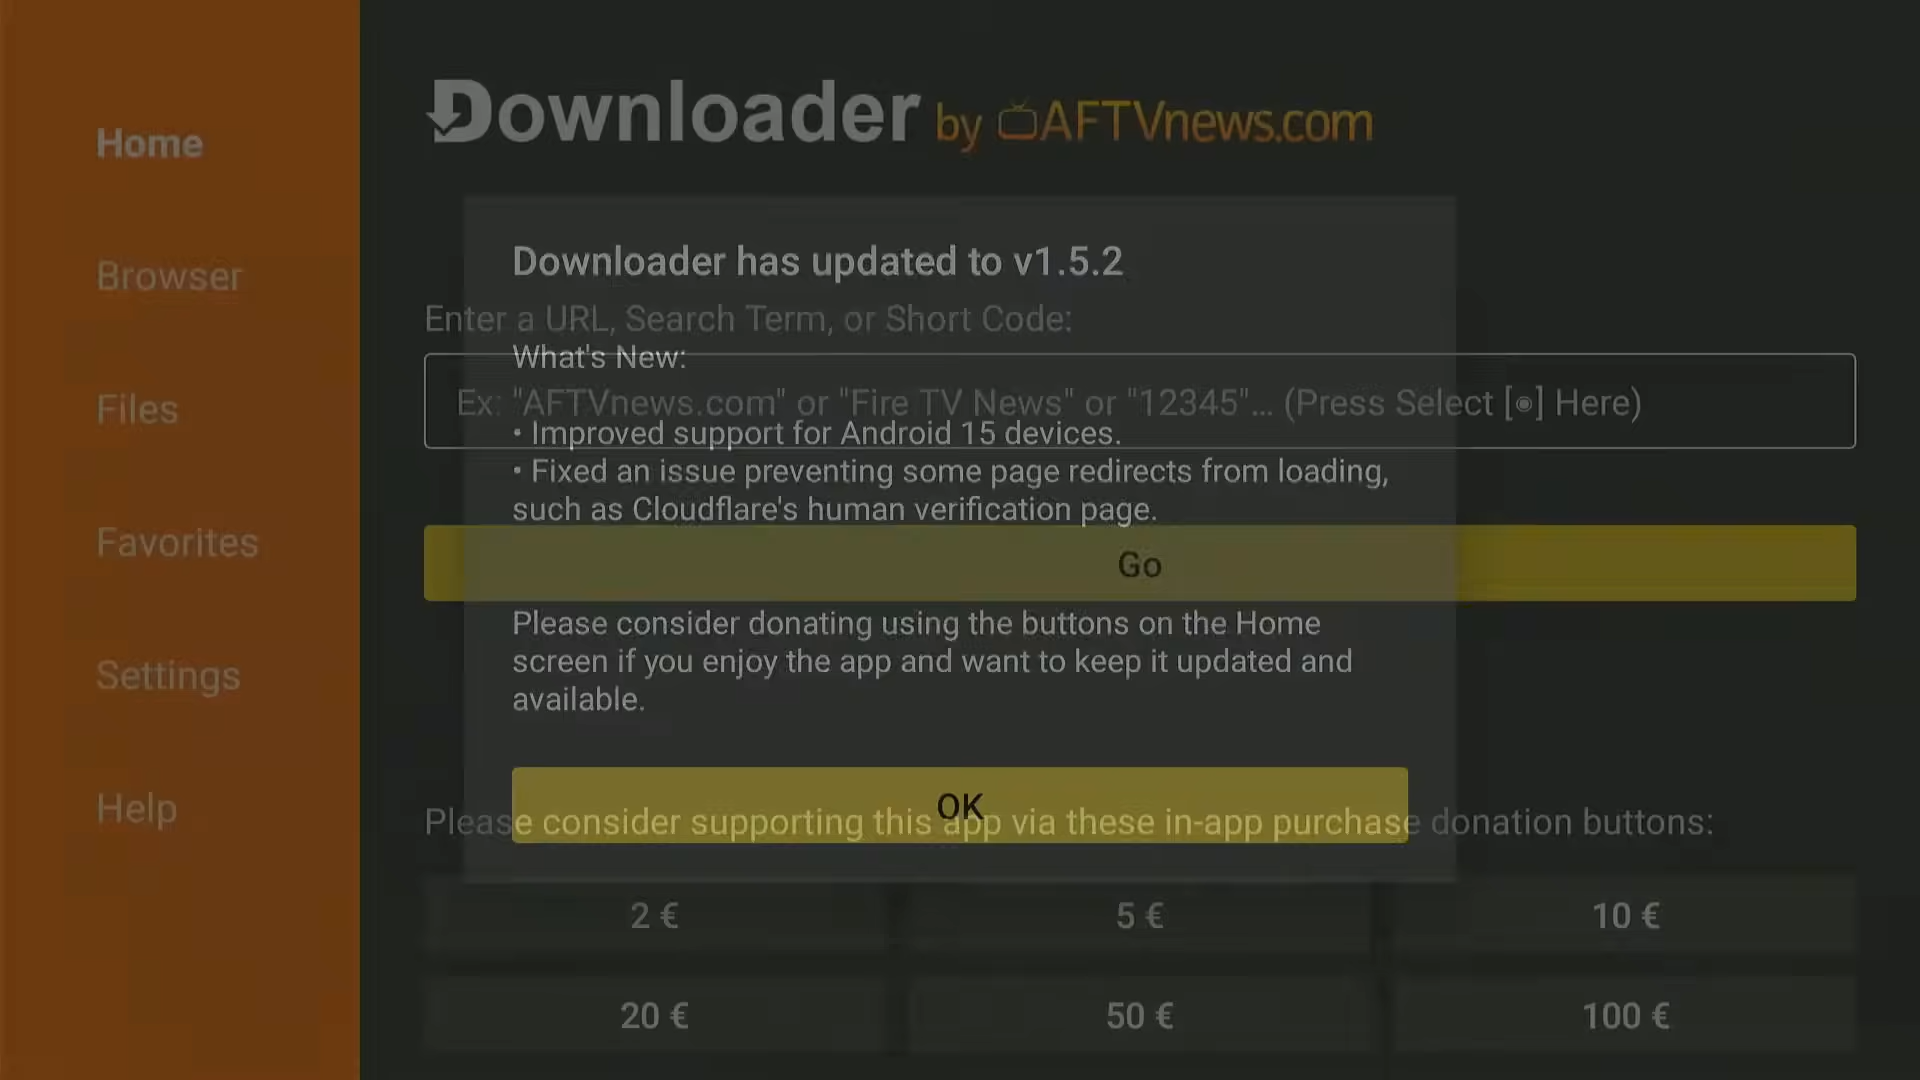 Home
Browser
Files
Favorites
Settings
Help
Downloader by AFTVnews.com
Downloader has updated to v1.5.2
Enter a URL, Search Term, or Short Code:
What's New:
Ex: "AFTVnews.com" or "Fire TV News" or "12345"... (Press Select [◉] Here)
• Improved support for Android 15 devices.
• Fixed an issue preventing some page redirects from loading,
such as Cloudflare's human verification page.
Go
Please consider donating using the buttons on the Home
screen if you enjoy the app and want to keep it updated and
available.
OK
Please consider supporting this app via these in-app purchase donation buttons:
2 €
5 €
10 €
20 €
50 €
100 €